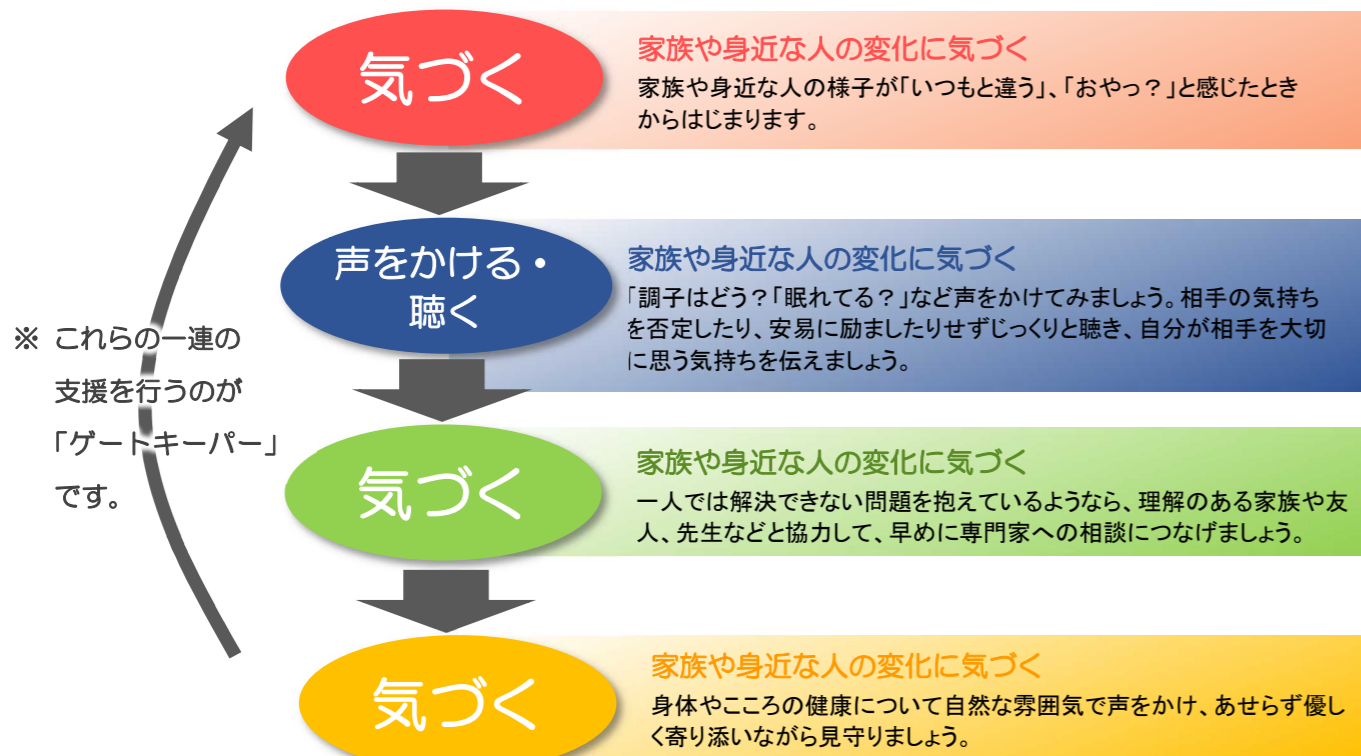 気づく
家族や身近な人の変化に気づく
家族や身近な人の様子が「いつもと違う」、「おやっ？」と感じたとき
からはじまります。
声をかける・
聴く
家族や身近な人の変化に気づく
「調子はどう？「眠れてる？」など声をかけてみましょう。相手の気持ち
を否定したり、安易に励ましたりせずじっくりと聴き、自分が相手を大切
に思う気持ちを伝えましょう。
※ これらの一連の
支援を行うのが
「ゲートキーパー」
です。
気づく
家族や身近な人の変化に気づく
一人では解決できない問題を抱えているようなら、理解のある家族や友
人、先生などと協力して、早めに専門家への相談につなげましょう。
気づく
家族や身近な人の変化に気づく
身体やこころの健康について自然な雰囲気で声をかけ、あせらず優し
く寄り添いながら見守りましょう。